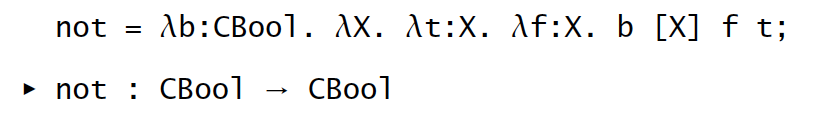 not = λb:CBool. λX. λt:X. λf:X. b [X] f t;
▸ not : CBool → CBool